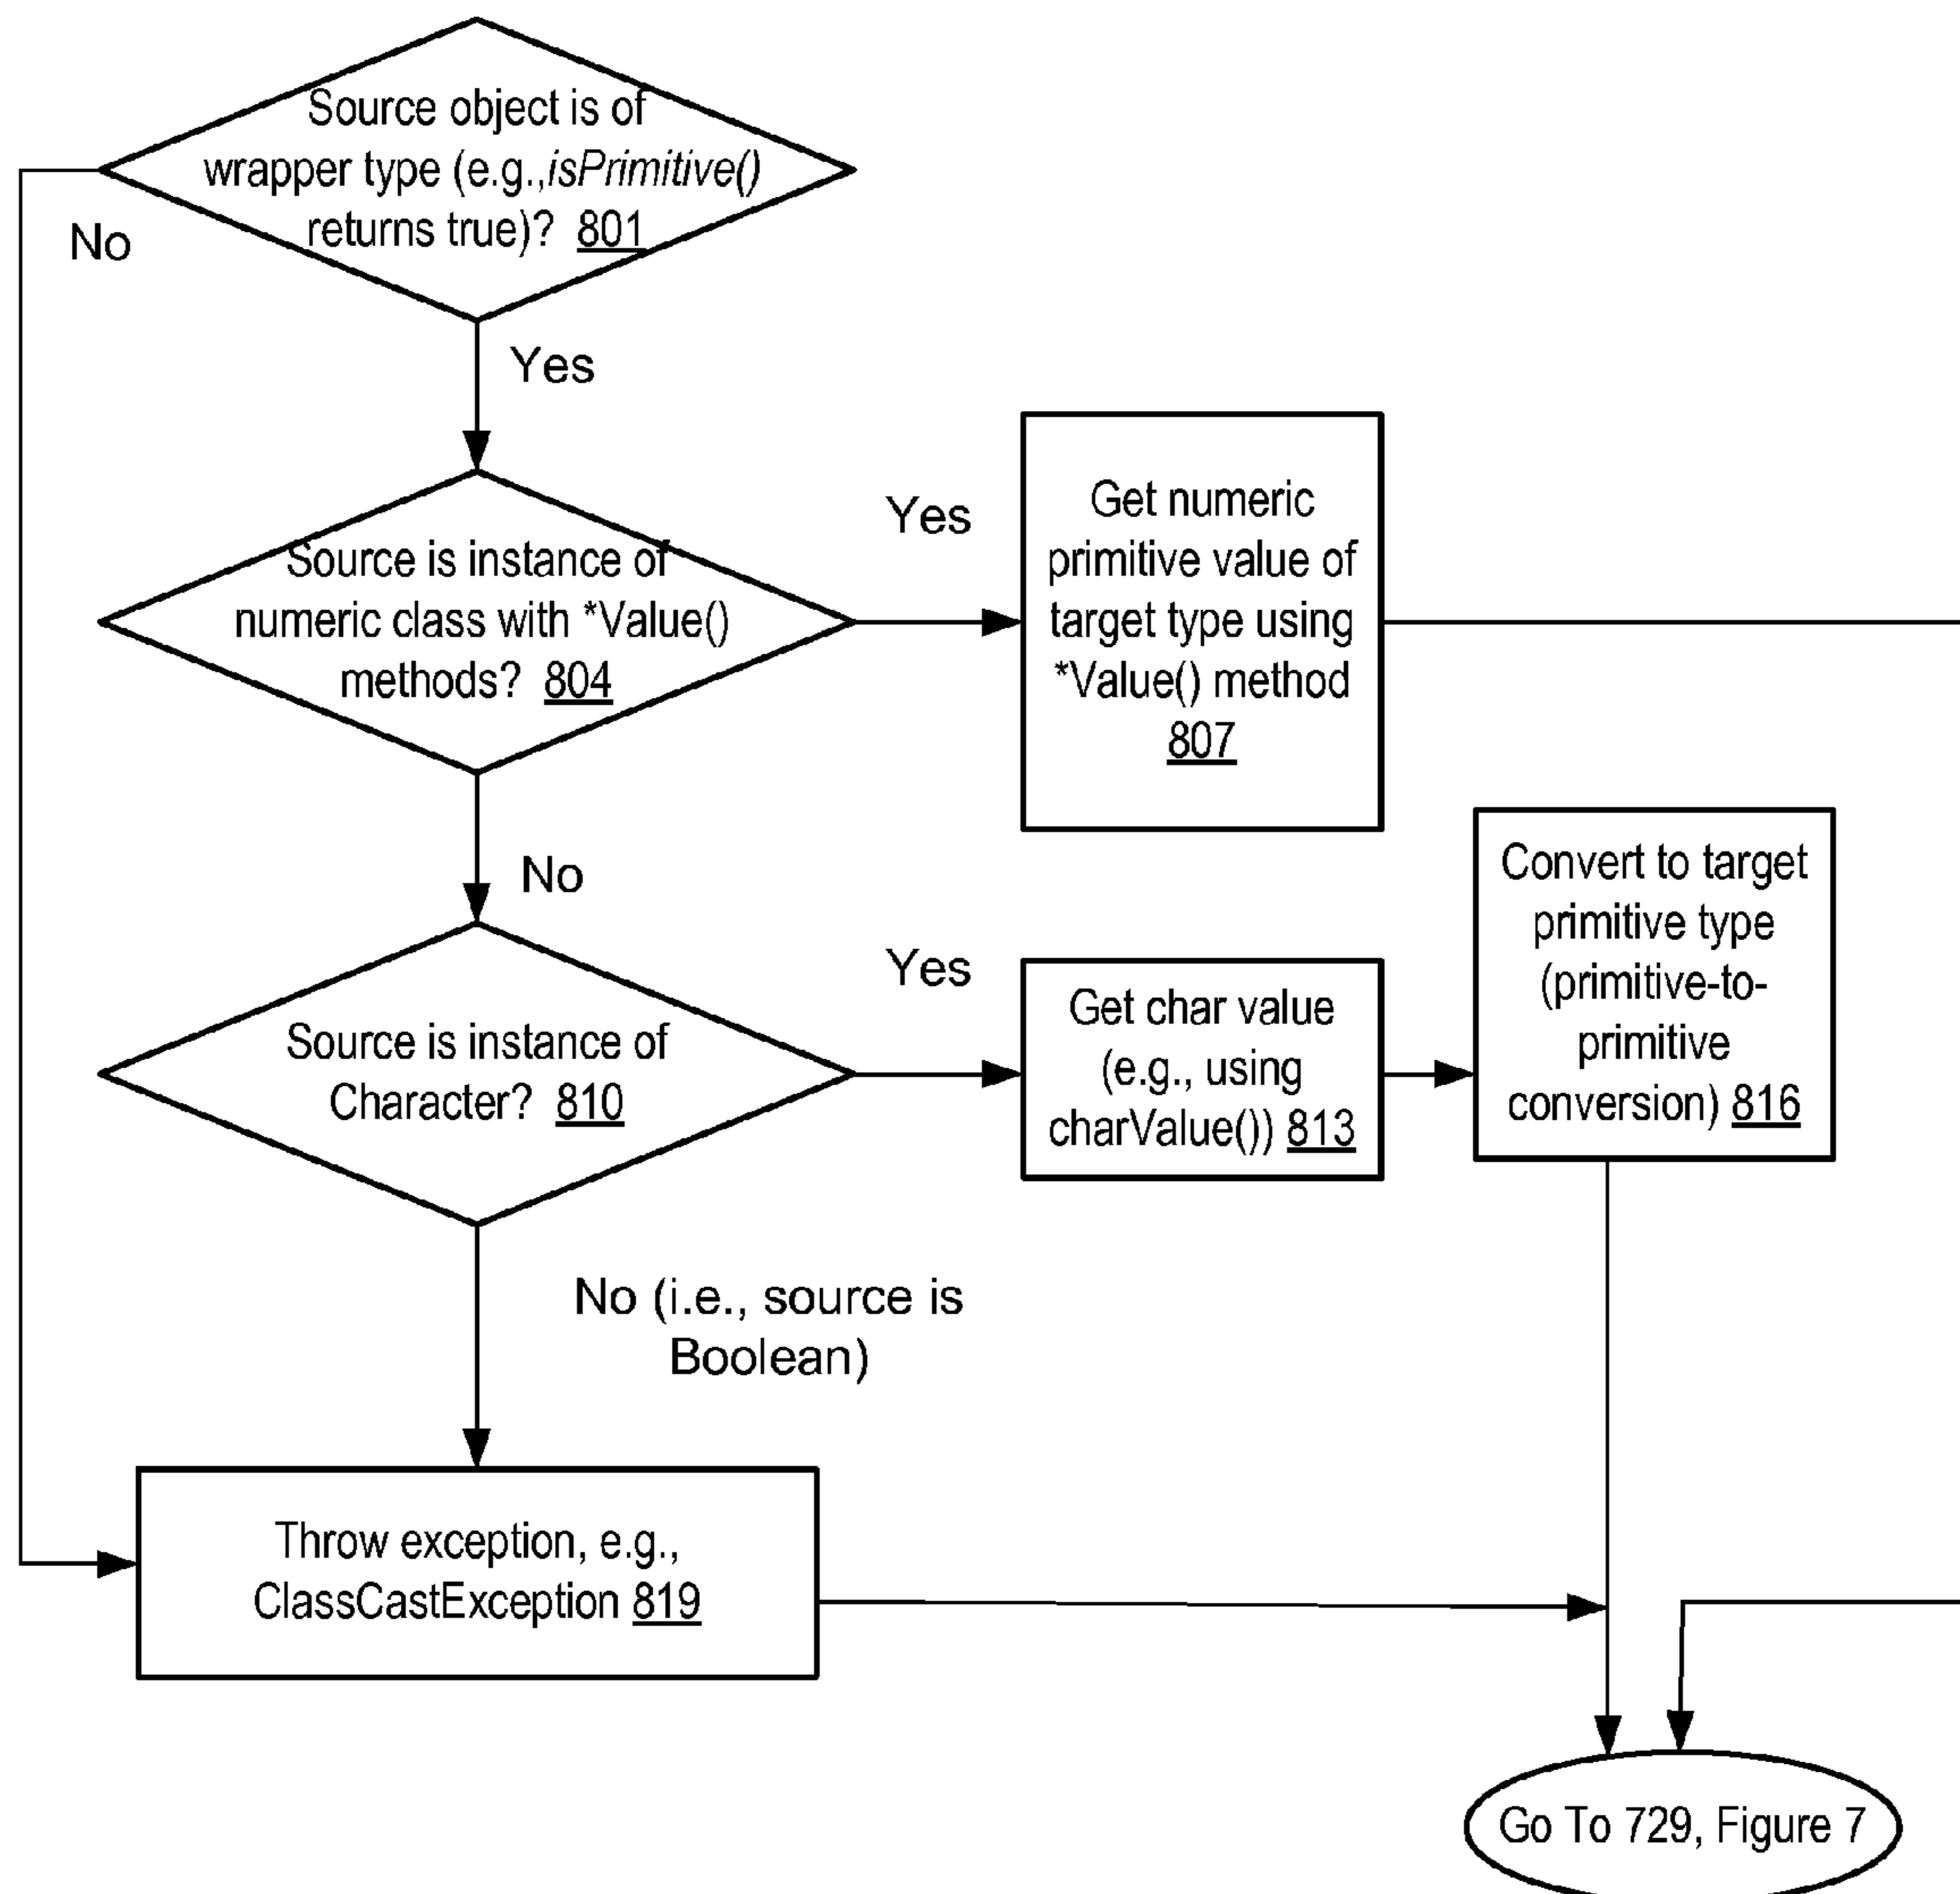 Source object is of
wrapper type (e.g.,isPrimitive()
returns true)? 801
No
Yes
Source is instance of
numeric class with *Value()
methods? 804
Yes
Get numeric
primitive value of
target type using
*Value() method
807
No
Source is instance of
Character? 810
Yes
Get char value
(e.g., using
charValue()) 813
Convert to target
primitive type
(primitive-to-
primitive
conversion) 816
No (i.e., source is
Boolean)
Throw exception, e.g.,
ClassCastException 819
Go To 729, Figure 7